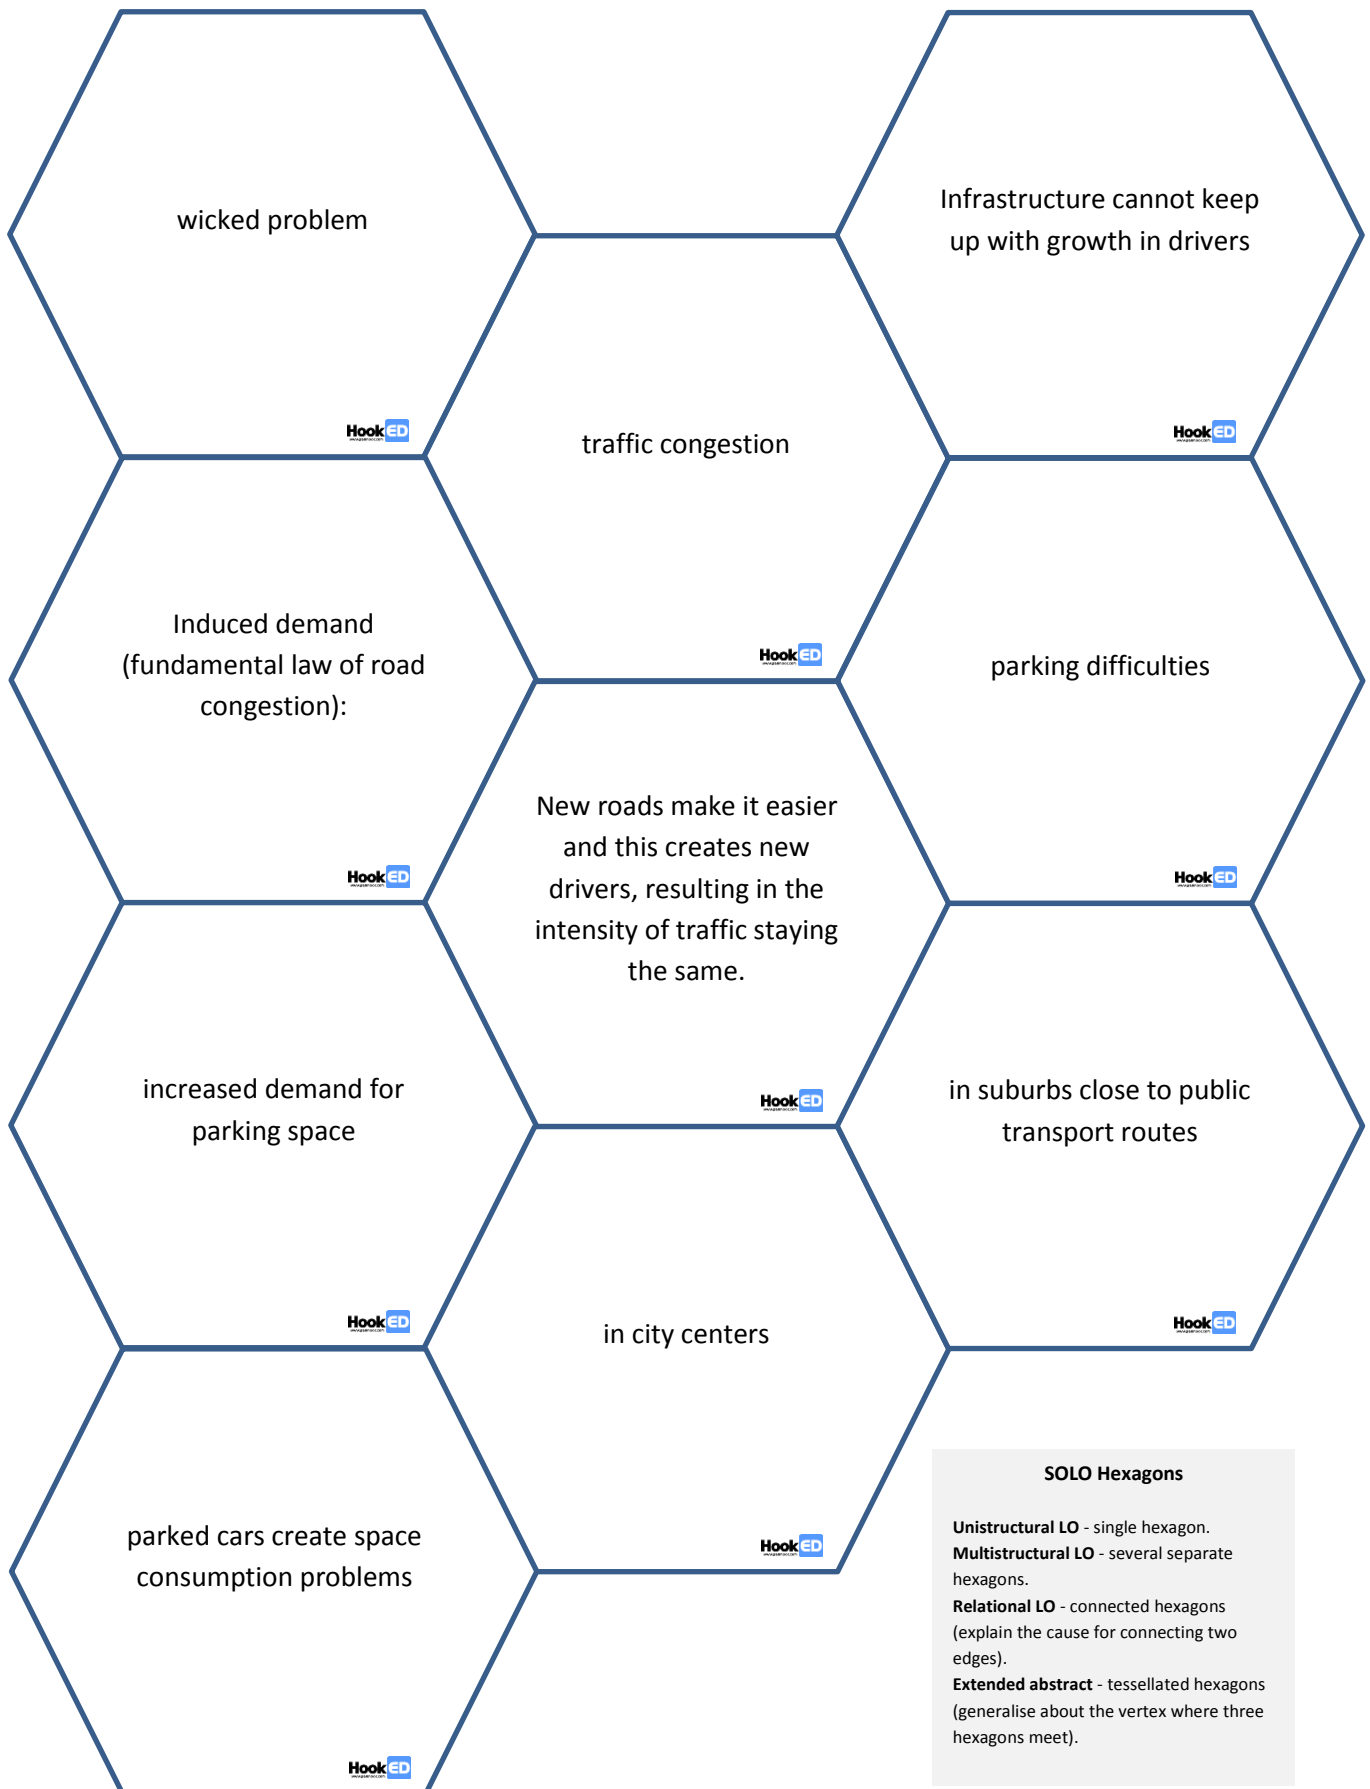 wicked problem
Infrastructure cannot keep
up with growth in drivers
HookED
HookED
traffic congestion
HookED
Induced demand
(fundamental law of road
congestion):
parking difficulties
HookED
HookED
New roads make it easier
and this creates new
drivers, resulting in the
intensity of traffic staying
the same.
HookED
increased demand for
parking space
in suburbs close to public
transport routes
HookED
HookED
in city centers
HookED
parked cars create space
consumption problems
HookED
SOLO Hexagons
Unistructural LO - single hexagon.
Multistructural LO - several separate
hexagons.
Relational LO - connected hexagons
(explain the cause for connecting two
edges).
Extended abstract - tessellated hexagons
(generalise about the vertex where three
hexagons meet).